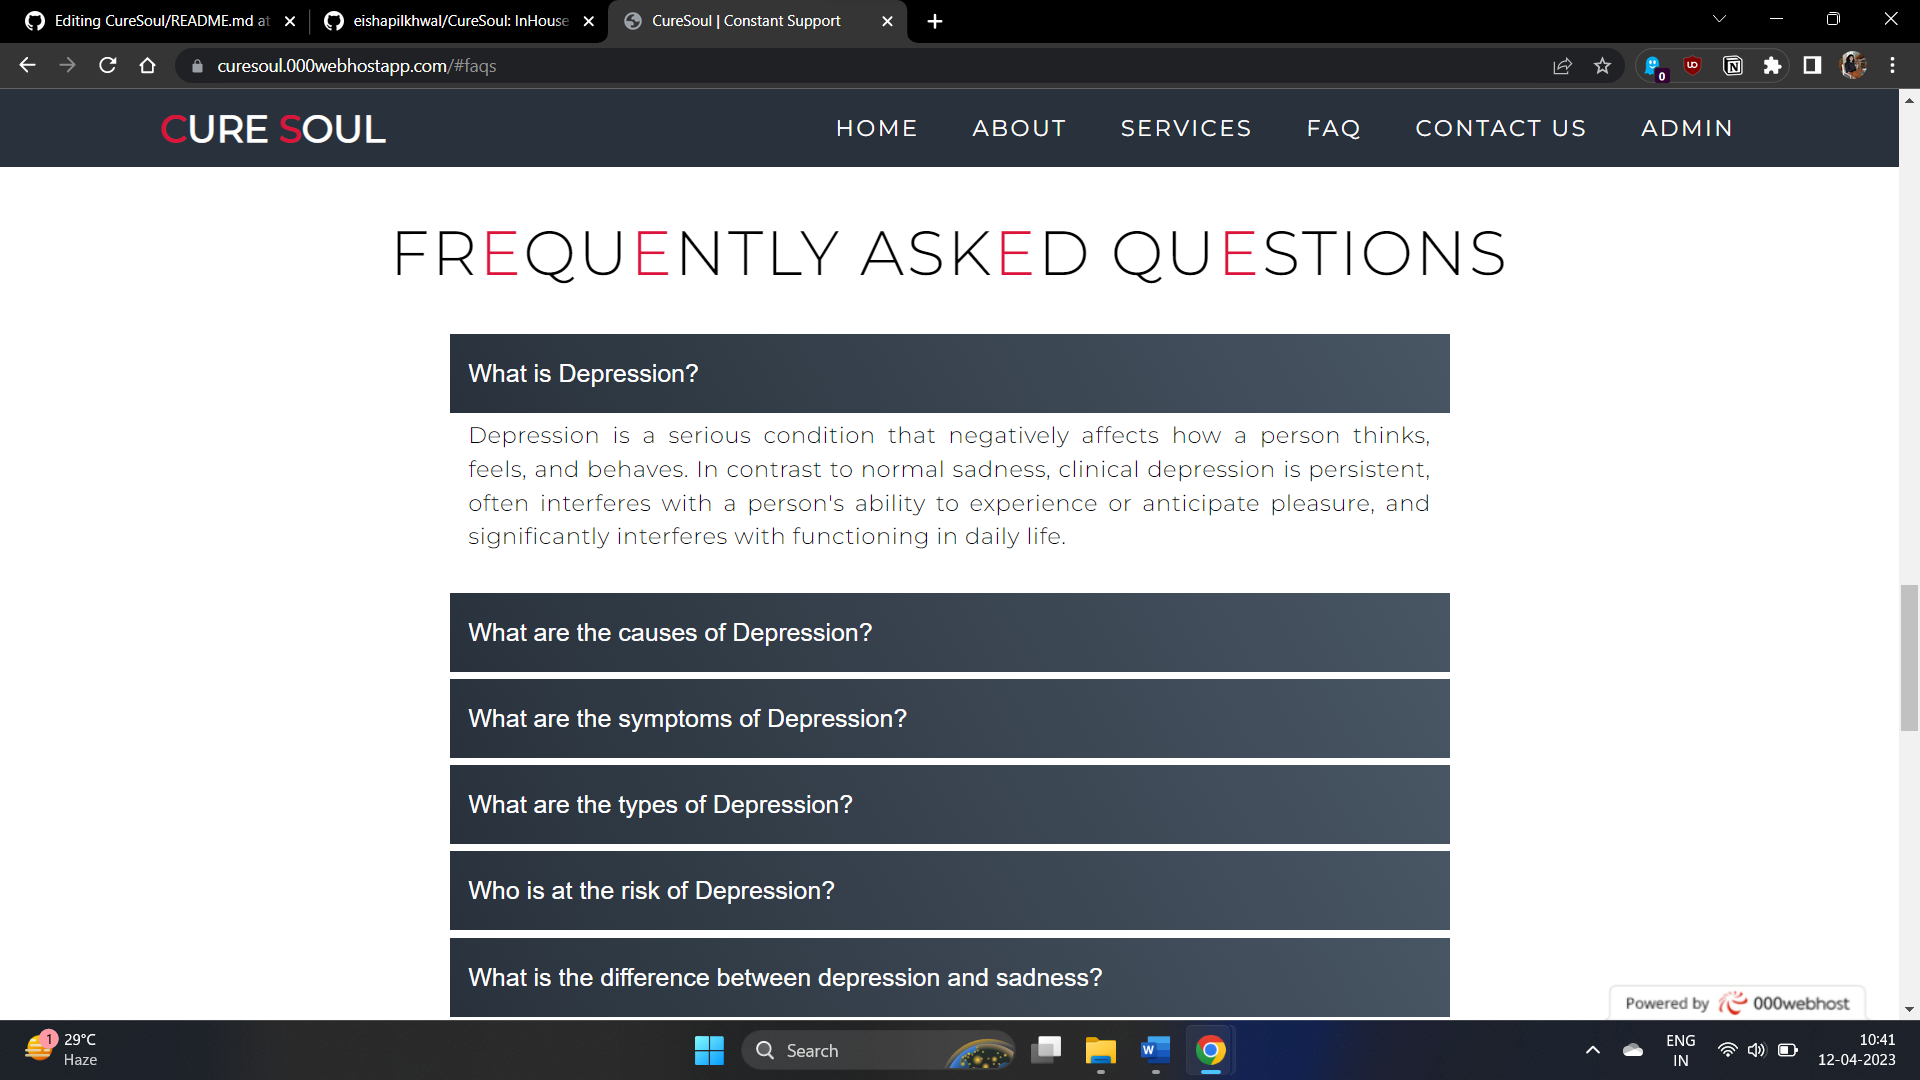 Editing CureSoul/README.md at
eishapilkhwal/CureSoul: InHouse
CureSoul | Constant Support
curesoul.000webhostapp.com/#faqs
0
CURE SOUL
HOME
ABOUT
SERVICES
FAQ
CONTACT US
ADMIN
FREQUENTLY ASKED QUESTIONS
What is Depression?
Depression is a serious condition that negatively affects how a person thinks,
feels, and behaves. In contrast to normal sadness, clinical depression is persistent,
often interferes with a person's ability to experience or anticipate pleasure, and
significantly interferes with functioning in daily life.
What are the causes of Depression?
What are the symptoms of Depression?
What are the types of Depression?
Who is at the risk of Depression?
What is the difference between depression and sadness?
Powered by 000webhost
1
29°C
Haze
Search
W
ENG
IN
10:41
12-04-2023